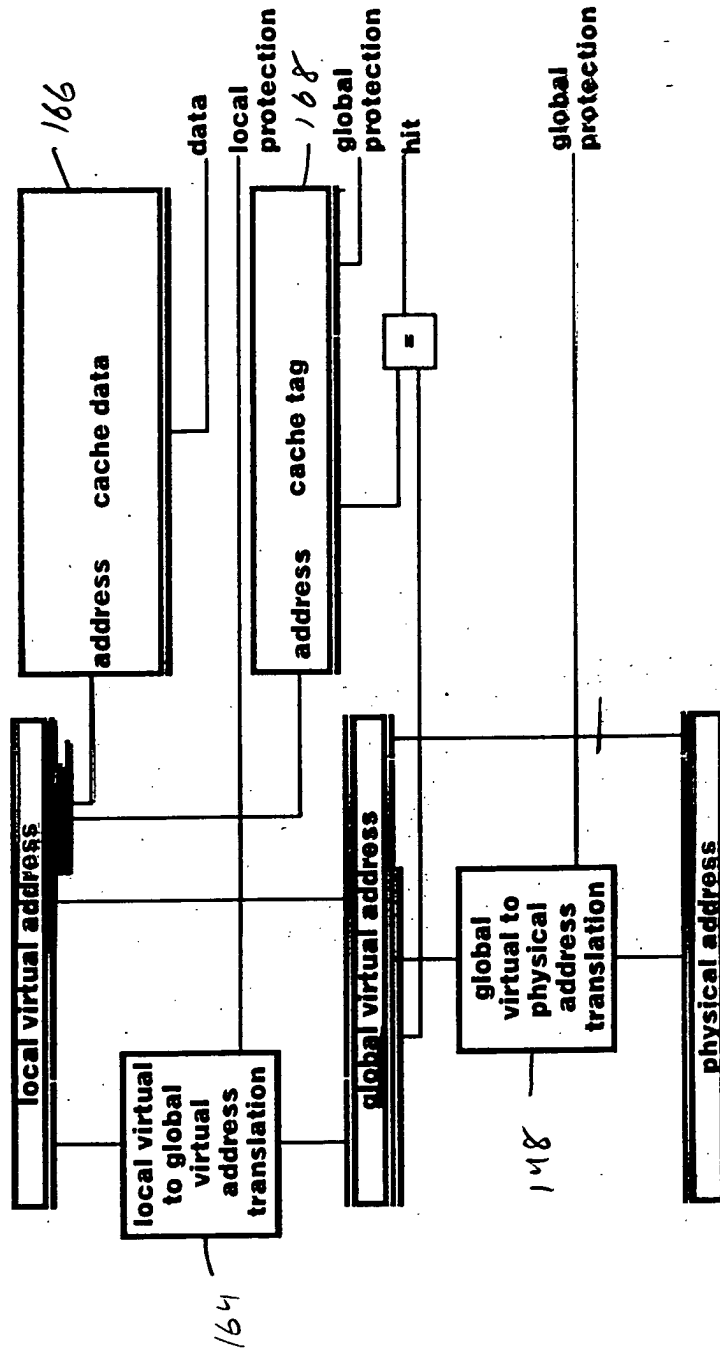 local virtual address
166
address cache data
data
164
local virtual
to global
virtual
address
translation
local
protection
168
address cache tag
global
protection
=
hit
global virtual address
148
global
virtual to
physical
address
translation
global
protection
physical address